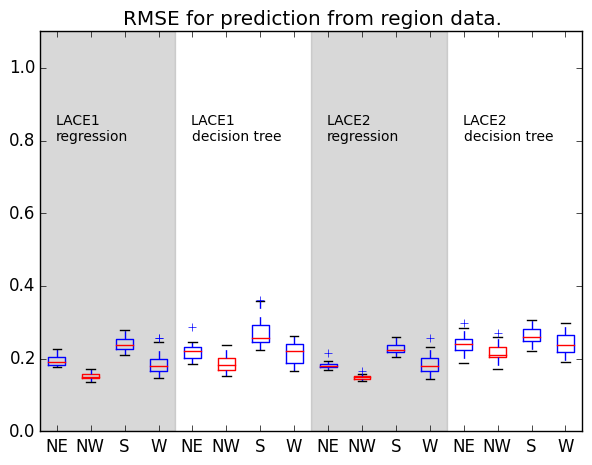 RMSE for prediction from region data.
1.0
0.8
0.6
0.4
0.2
0.0
LACE1
regression
LACE1
decision tree
LACE2
regression
LACE2
decision tree
NE NW S W NE NW S W NE NW S W NE NW S W